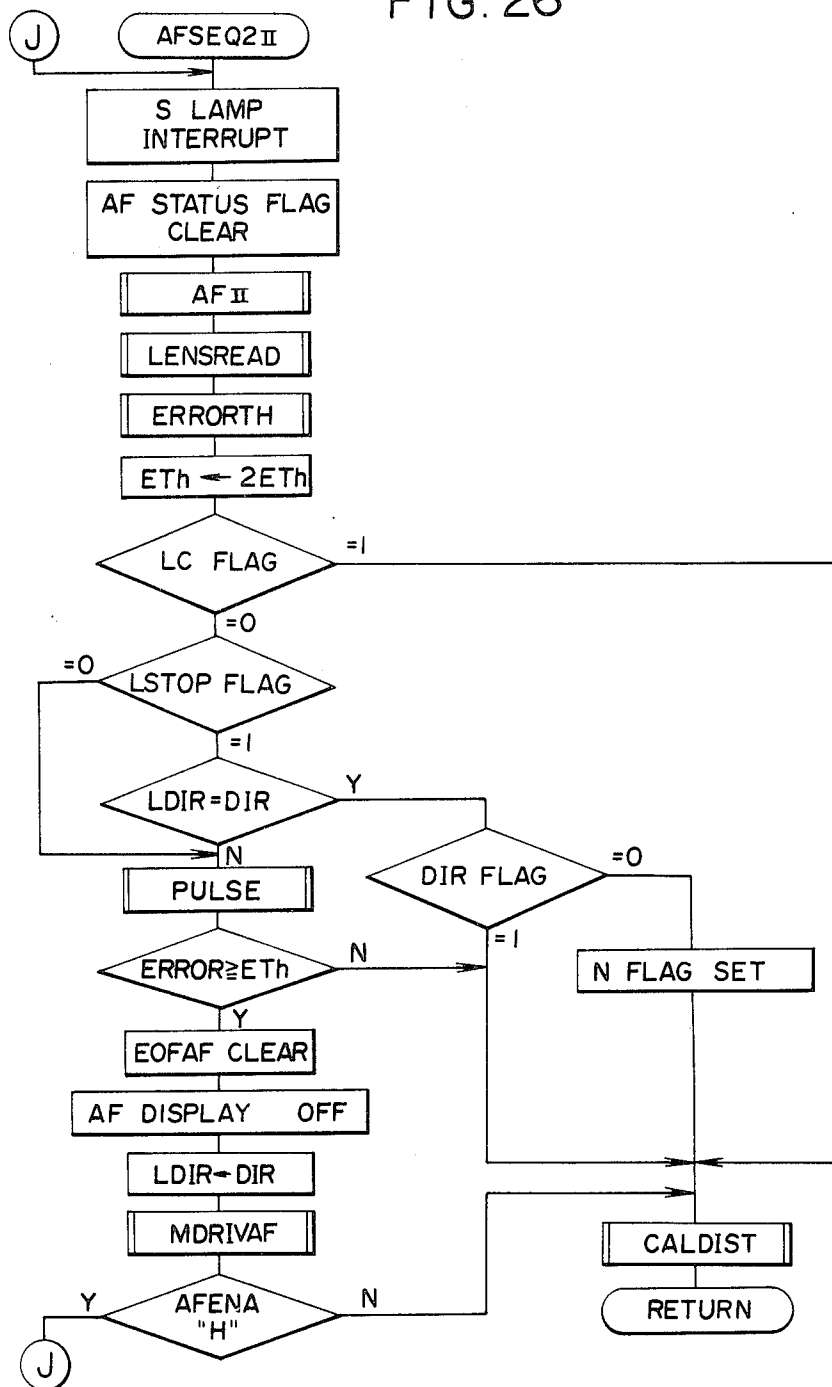 FIG. 26
J
AFSEQ2II
S LAMP
INTERRUPT
AF STATUS FLAG
CLEAR
AFII
LENSREAD
ERRORTH
ETh ← 2ETh
LC FLAG
=1
=0
LSTOP FLAG
=0
=1
LDIR=DIR
Y
N
DIR FLAG
=0
=1
PULSE
N FLAG SET
ERROR≧ETh
N
Y
EOFAF CLEAR
AF DISPLAY OFF
LDIR←DIR
MDRIVAF
CALDIST
AFENA
"H"
Y
N
RETURN
J